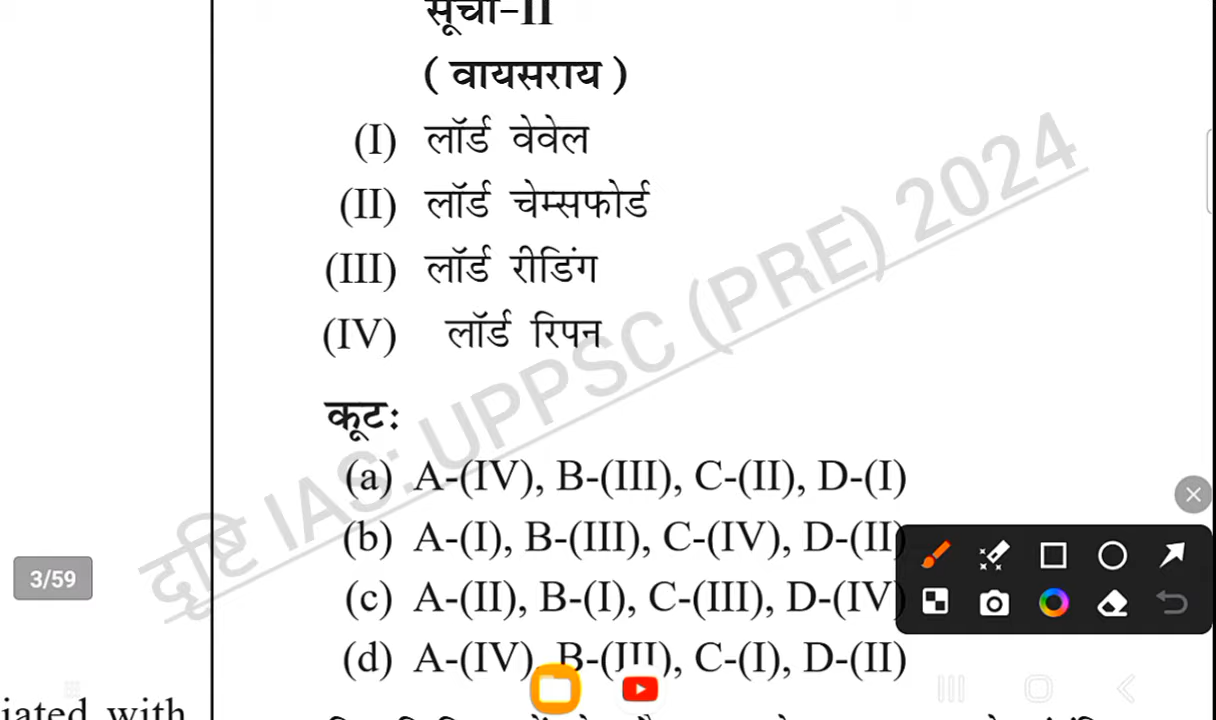 सूची-II
(वायसराय)
(I) लॉर्ड वेवेल
(II) लॉर्ड चेम्सफोर्ड
(III) लॉर्ड रीडिंग
(IV) लॉर्ड रिपन
दृष्टि IAS: UPPSC (PRE) 2024
कूटः
(a) A-(IV), B-(III), C-(II), D-(I)
(b) A-(I), B-(III), C-(IV), D-(II)
3/59
(c) A-(II), B-(I), C-(III), D-(IV)
(d) A-(IV), B-(III), C-(I), D-(II)
iated with